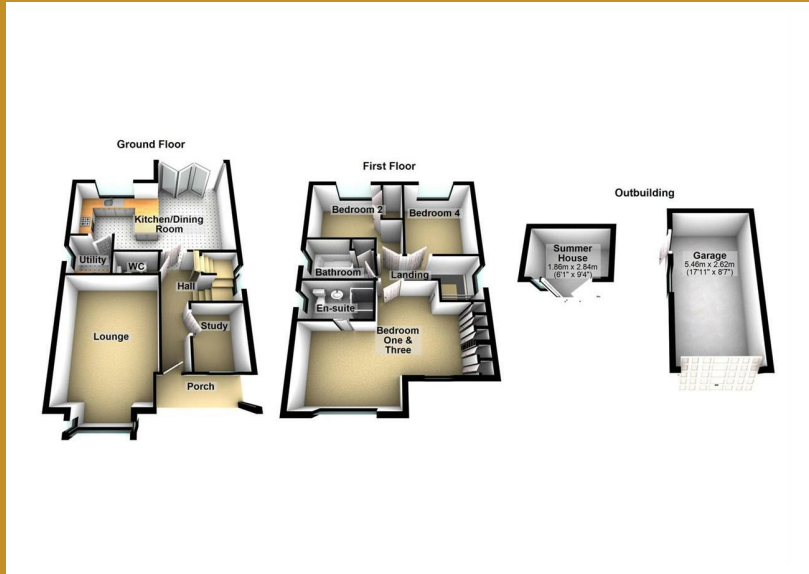 Ground Floor
Kitchen/Dining
Room
Utility
WC
Hall
Study
Lounge
Porch
First Floor
Bedroom 2
Bedroom 4
Bathroom
Landing
En-suite
Bedroom
One &
Three
Outbuilding
Summer
House
1.86m x 2.84m
(6'1" x 9'4")
Garage
5.46m x 2.62m
(17'11" x 8'7")